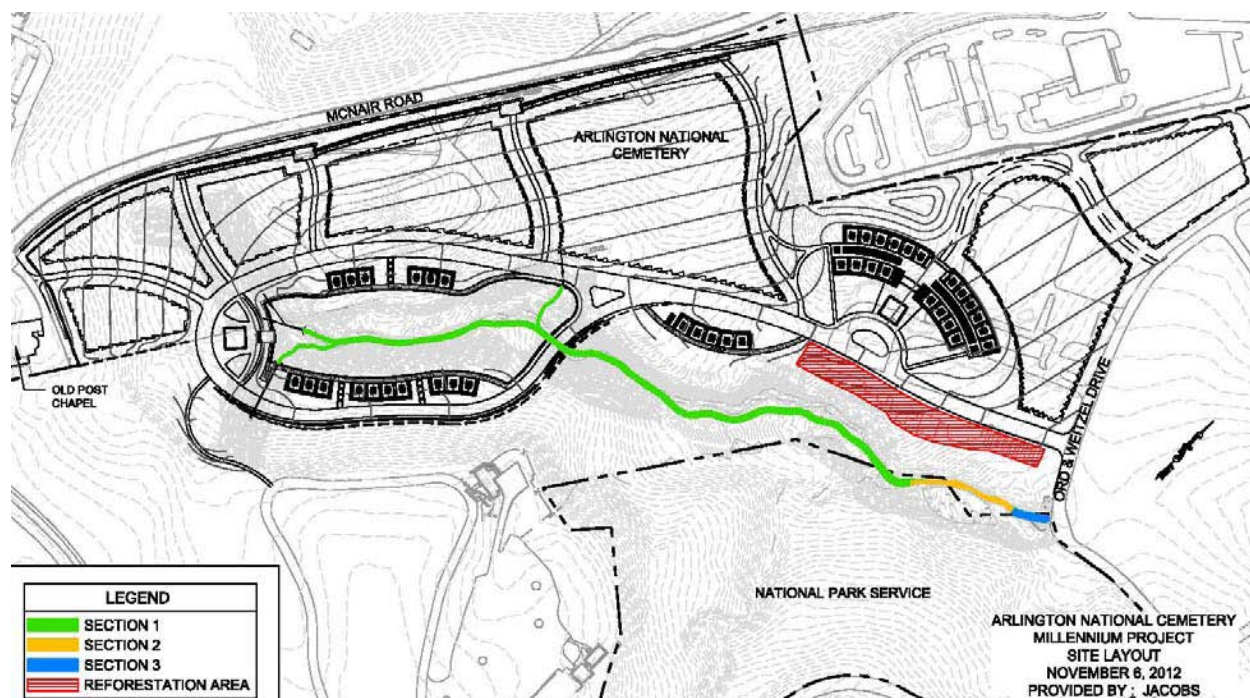 MCNAIR ROAD
ARLINGTON NATIONAL
CEMETERY
OLD POST
CHAPEL
ORD & WEITZEL DRIVE
NATIONAL PARK SERVICE
LEGEND
SECTION 1
SECTION 2
SECTION 3
REFORESTATION AREA
ARLINGTON NATIONAL CEMETERY
MILLENNIUM PROJECT
SITE LAYOUT
NOVEMBER 6, 2012
PROVIDED BY : JACOBS